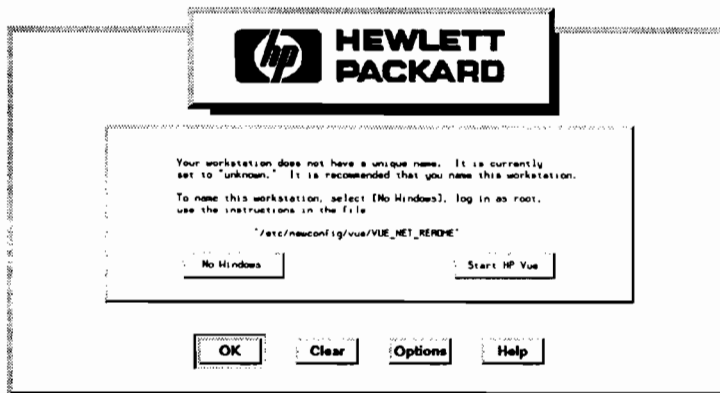 hp HEWLETT
PACKARD
Your workstation does not have a unique name. It is currently
set to "unknown." It is recommended that you name this workstation.
To name this workstation, select [No Windows], log in as root,
use the instructions in the file
"/etc/newconfig/vue/VUE_NET_README"
No Windows Start HP Vue
OK Clear Options Help